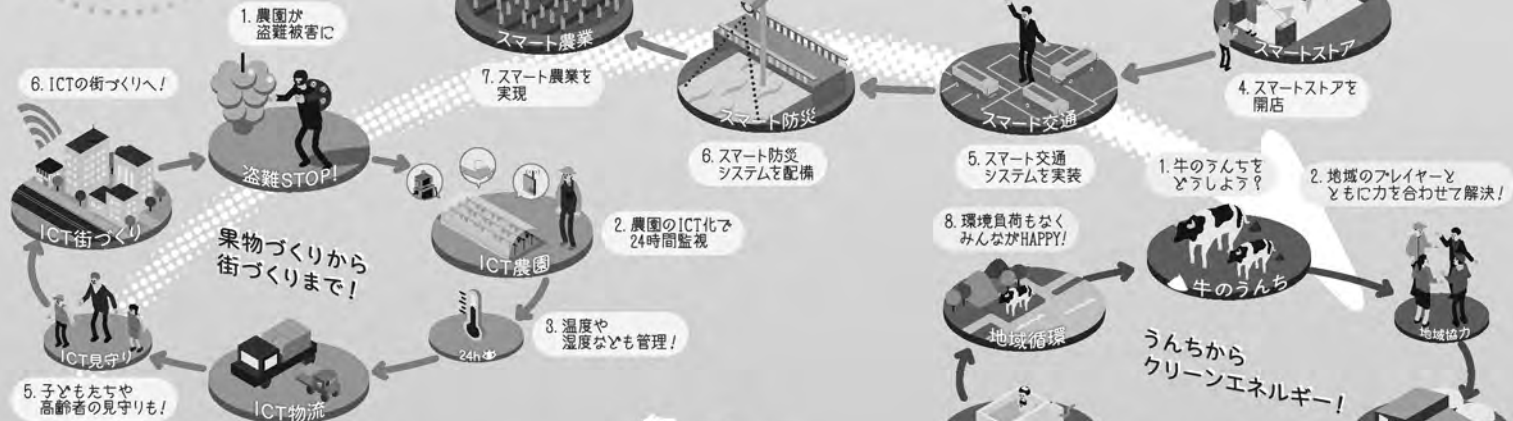 1. 農園が
盗難被害に
盗難STOP!
2. 農園のICT化で
24時間監視
ICT農園
3. 温度や
湿度なども管理!
24h
ICT物流
5. 子どもたちや
高齢者の見守りも!
ICT見守り
6. ICTの街づくりへ!
ICT街づくり
果物づくりから
街づくりまで!
スマートストア
4. スマートストアを
開店
スマート交通
5. スマート交通
システムを実装
スマート防災
6. スマート防災
システムを配備
スマート農業
7. スマート農業を
実現
1. 牛のうんちを
どうしよう?
牛のうんち
2. 地域のプレイヤーと
ともに力を合わせて解決!
地域協力
8. 環境負荷もなく
みんながHAPPY!
地域循環
うんちから
クリーンエネルギー!